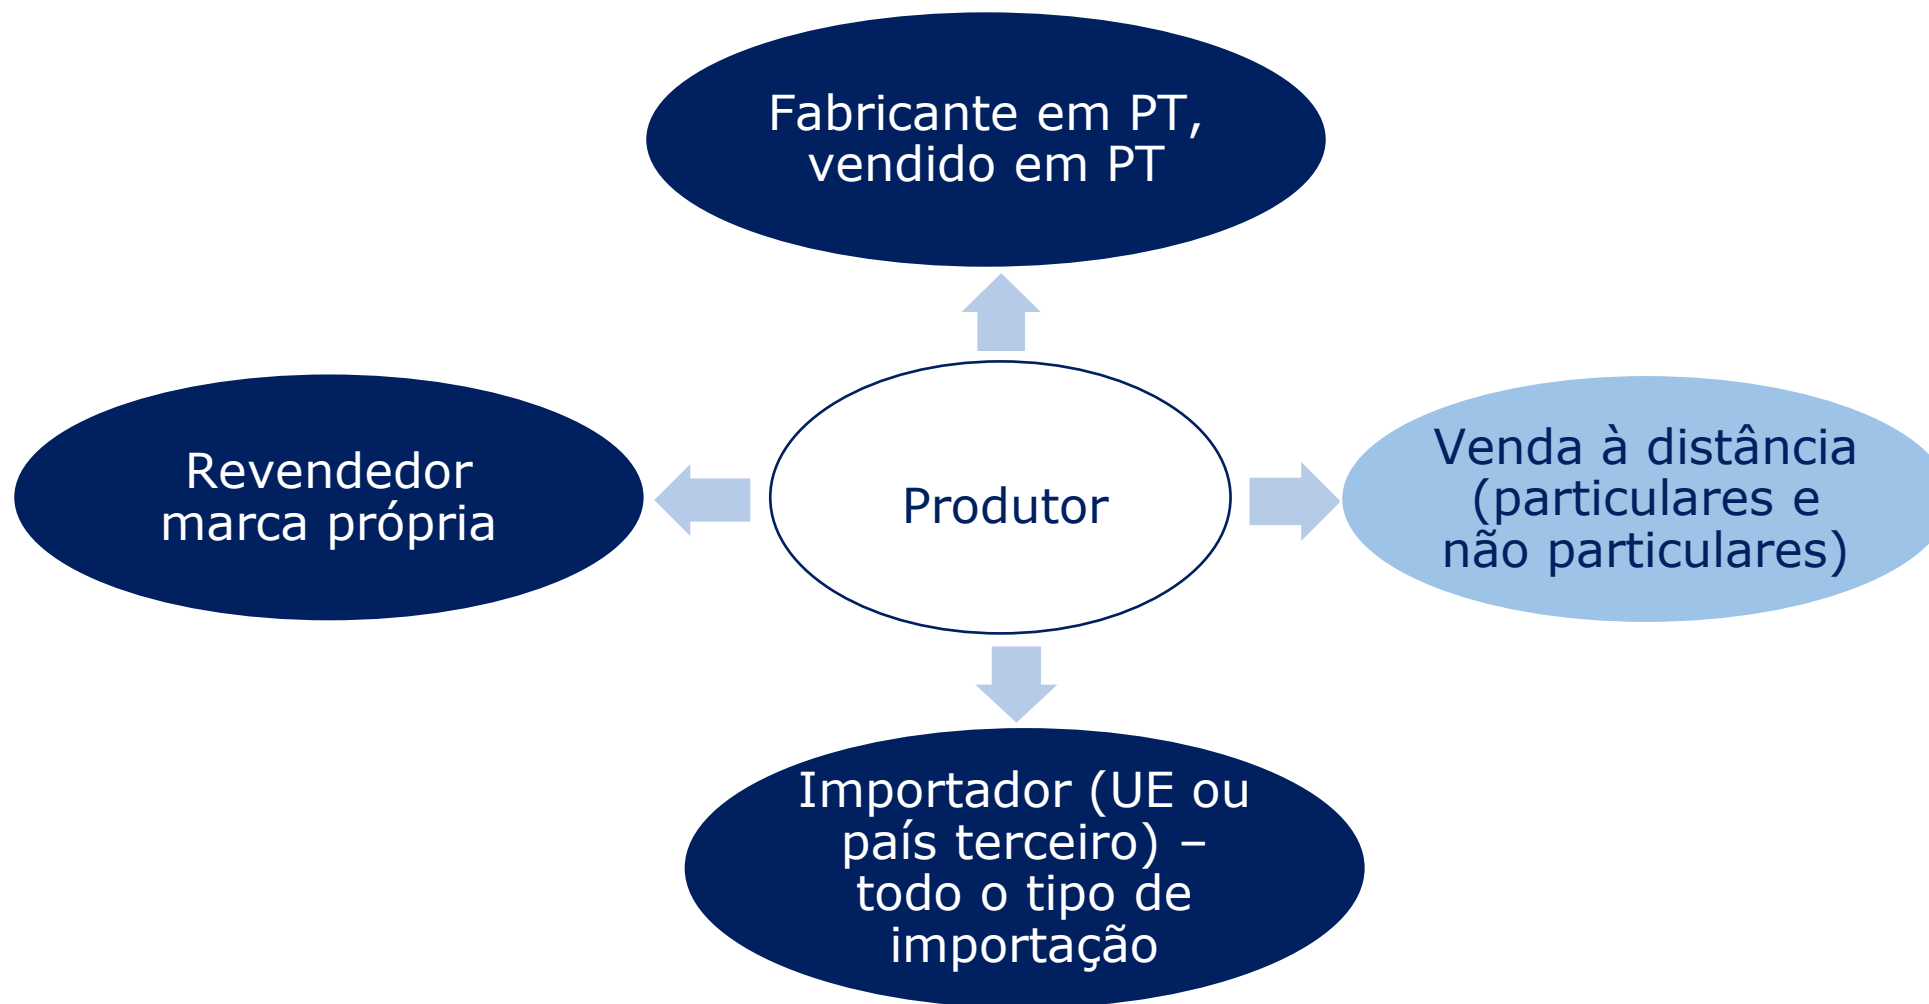 Fabricante em PT,
vendido em PT
Revendedor
marca própria
Produtor
Venda à distância
(particulares e
não particulares)
Importador (UE ou
país terceiro) –
todo o tipo de
importação